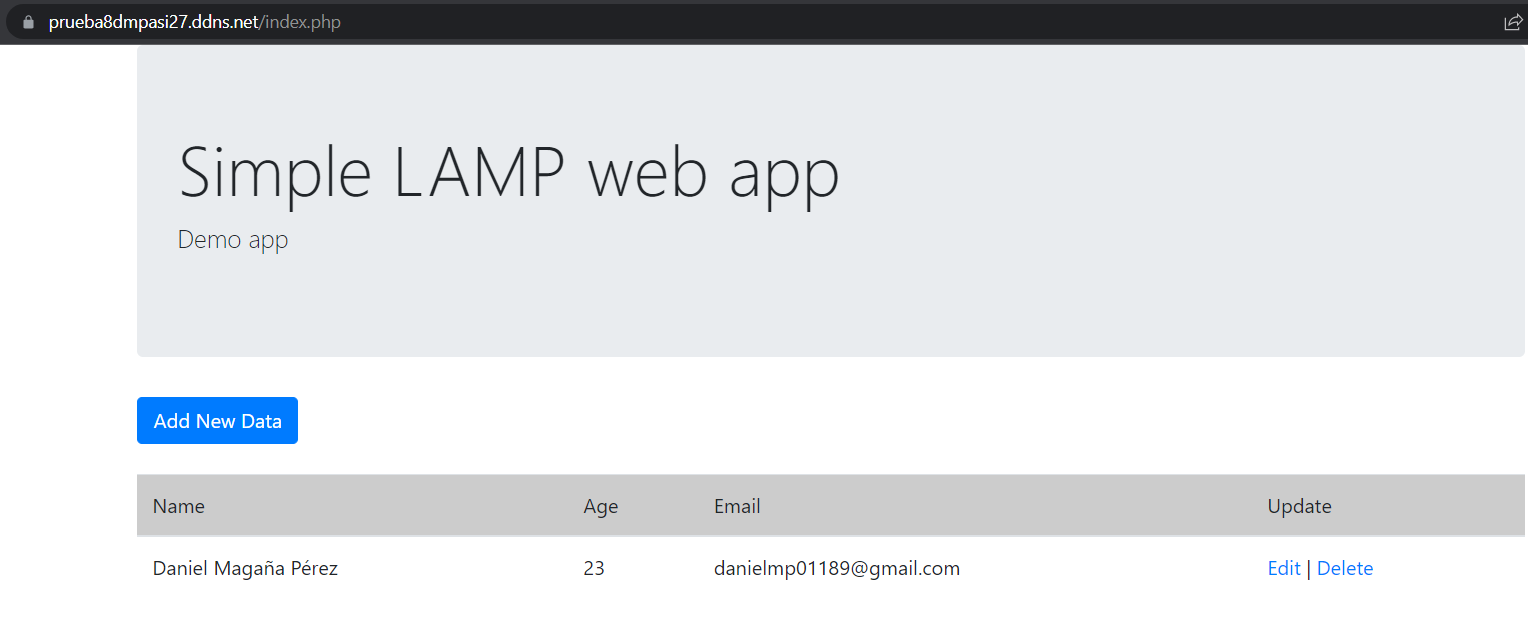 prueba8dmpasi27.ddns.net/index.php
Simple LAMP web app
Demo app
Add New Data
Name Age Email Update
Daniel Magaña Pérez 23 danielmp01189@gmail.com Edit | Delete